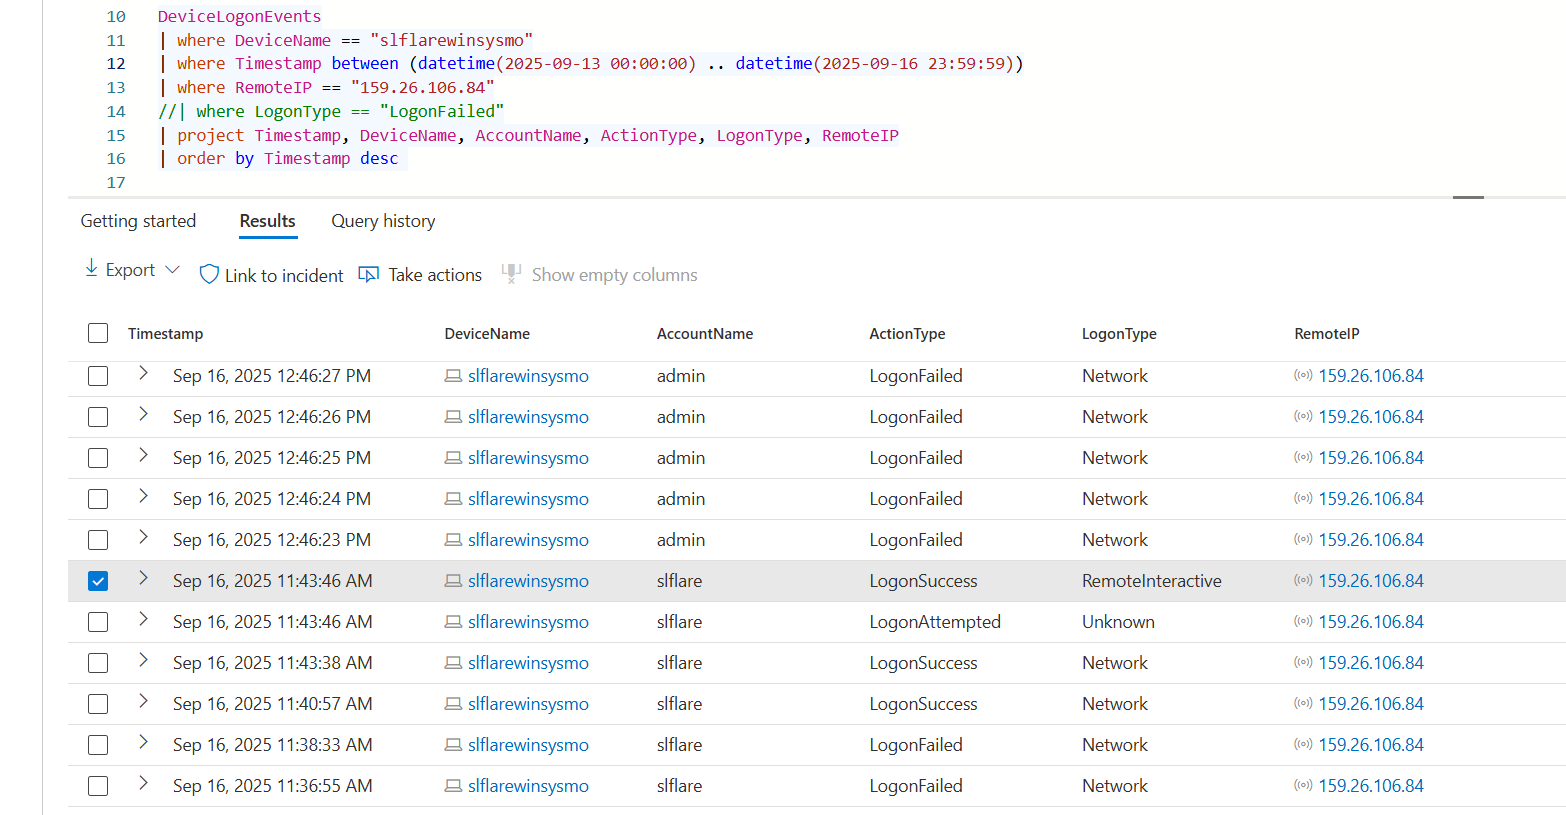 10 DeviceLogonEvents
11 | where DeviceName == "slflarewinsysmo"
12 | where Timestamp between (datetime(2025-09-13 00:00:00) .. datetime(2025-09-16 23:59:59))
13 | where RemoteIP == "159.26.106.84"
14 //| where LogonType == "LogonFailed"
15 | project Timestamp, DeviceName, AccountName, ActionType, LogonType, RemoteIP
16 | order by Timestamp desc
17
Getting started Results Query history
Export Link to incident Take actions Show empty columns
Timestamp DeviceName AccountName ActionType LogonType RemoteIP
Sep 16, 2025 12:46:27 PM slflarewinsysmo admin LogonFailed Network 159.26.106.84
Sep 16, 2025 12:46:26 PM slflarewinsysmo admin LogonFailed Network 159.26.106.84
Sep 16, 2025 12:46:25 PM slflarewinsysmo admin LogonFailed Network 159.26.106.84
Sep 16, 2025 12:46:24 PM slflarewinsysmo admin LogonFailed Network 159.26.106.84
Sep 16, 2025 12:46:23 PM slflarewinsysmo admin LogonFailed Network 159.26.106.84
Sep 16, 2025 11:43:46 AM slflarewinsysmo slflare LogonSuccess RemoteInteractive 159.26.106.84
Sep 16, 2025 11:43:46 AM slflarewinsysmo slflare LogonAttempted Unknown 159.26.106.84
Sep 16, 2025 11:43:38 AM slflarewinsysmo slflare LogonSuccess Network 159.26.106.84
Sep 16, 2025 11:40:57 AM slflarewinsysmo slflare LogonSuccess Network 159.26.106.84
Sep 16, 2025 11:38:33 AM slflarewinsysmo slflare LogonFailed Network 159.26.106.84
Sep 16, 2025 11:36:55 AM slflarewinsysmo slflare LogonFailed Network 159.26.106.84